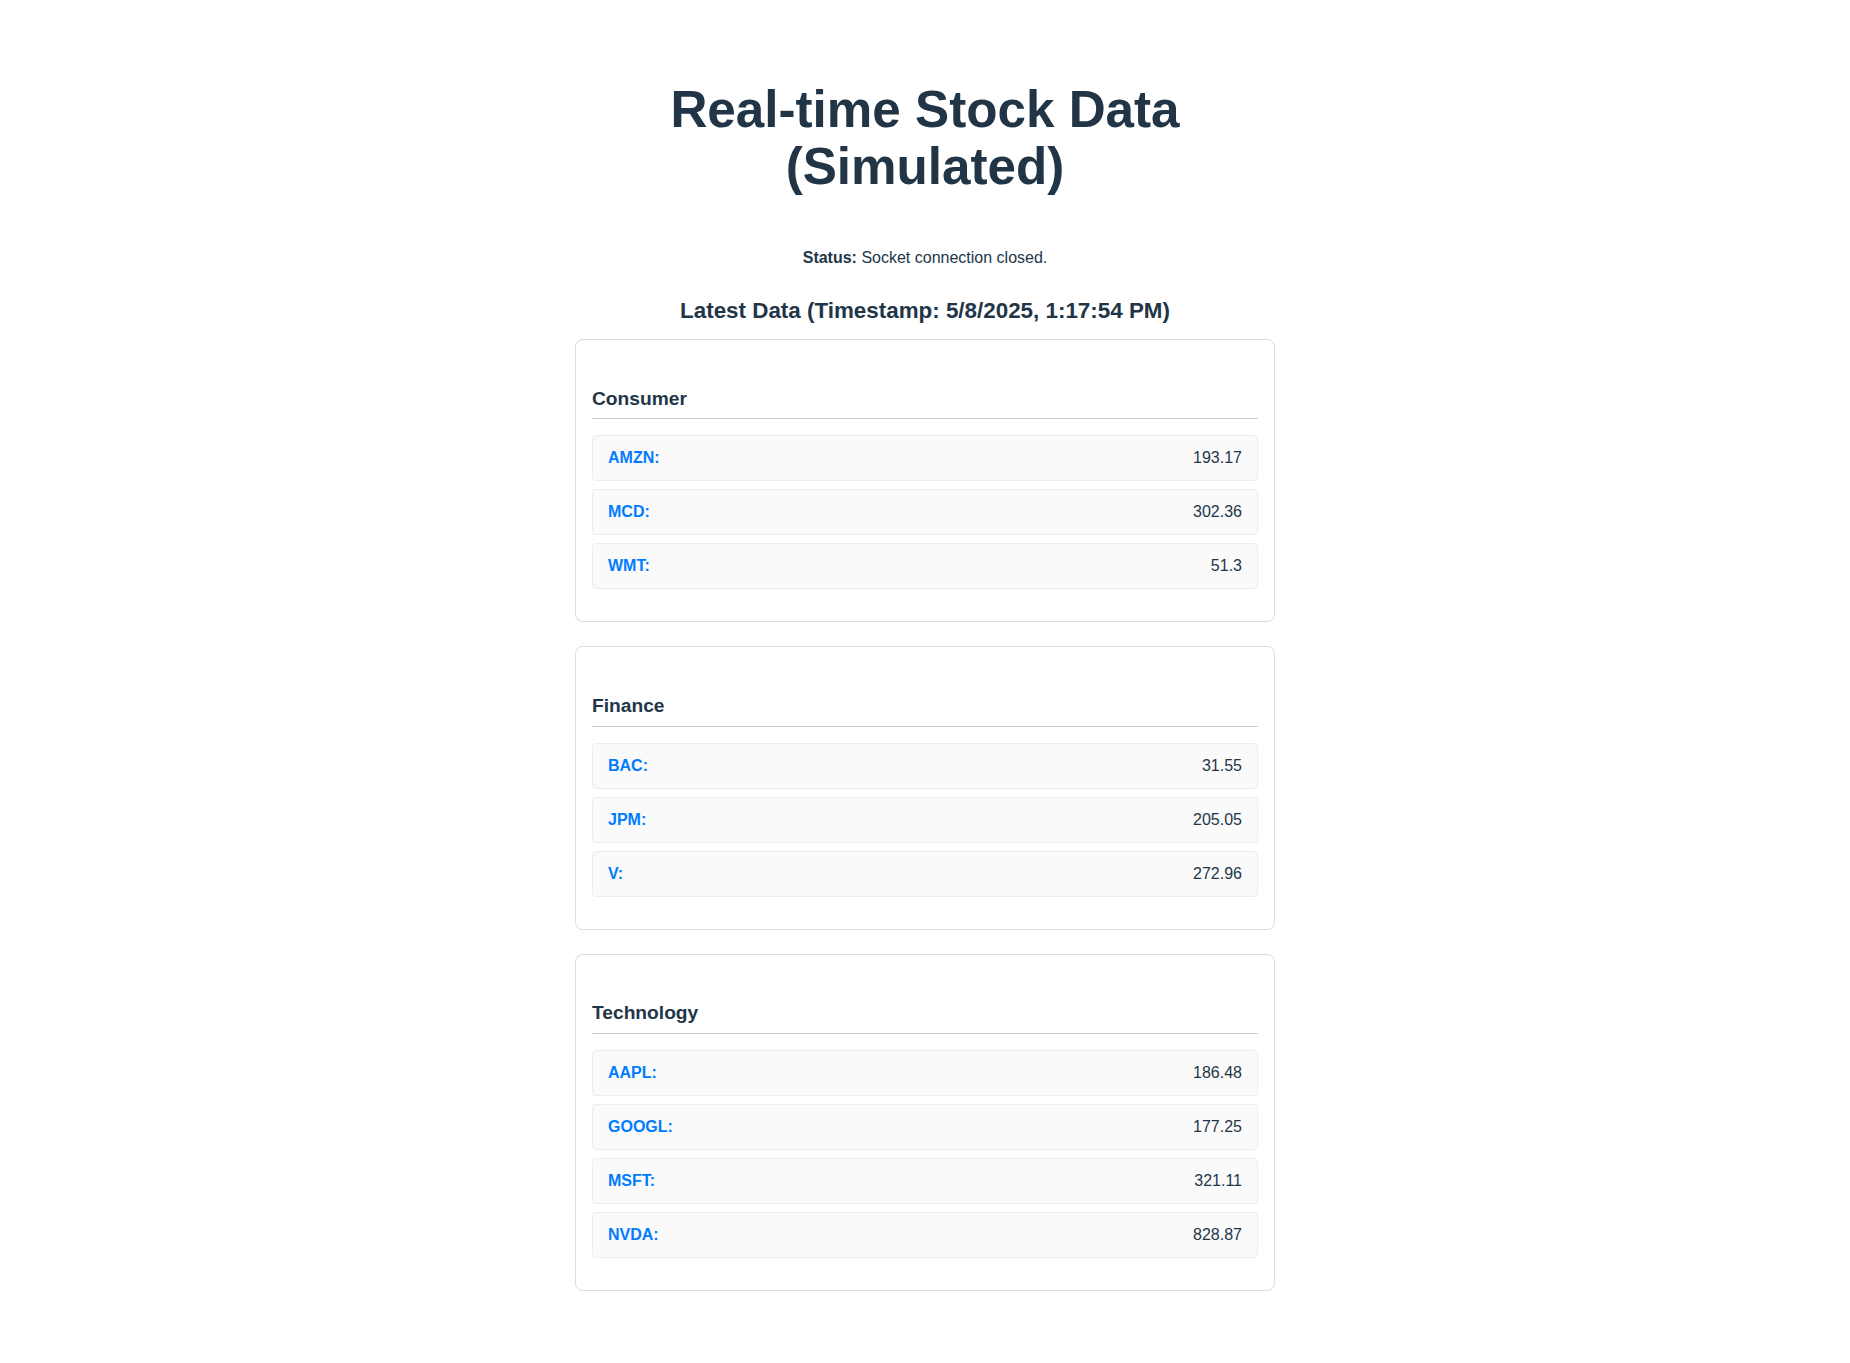 Real-time Stock Data
(Simulated)
Status: Socket connection closed.
Latest Data (Timestamp: 5/8/2025, 1:17:54 PM)
Consumer
AMZN: 193.17
MCD: 302.36
WMT: 51.3
Finance
BAC: 31.55
JPM: 205.05
V: 272.96
Technology
AAPL: 186.48
GOOGL: 177.25
MSFT: 321.11
NVDA: 828.87